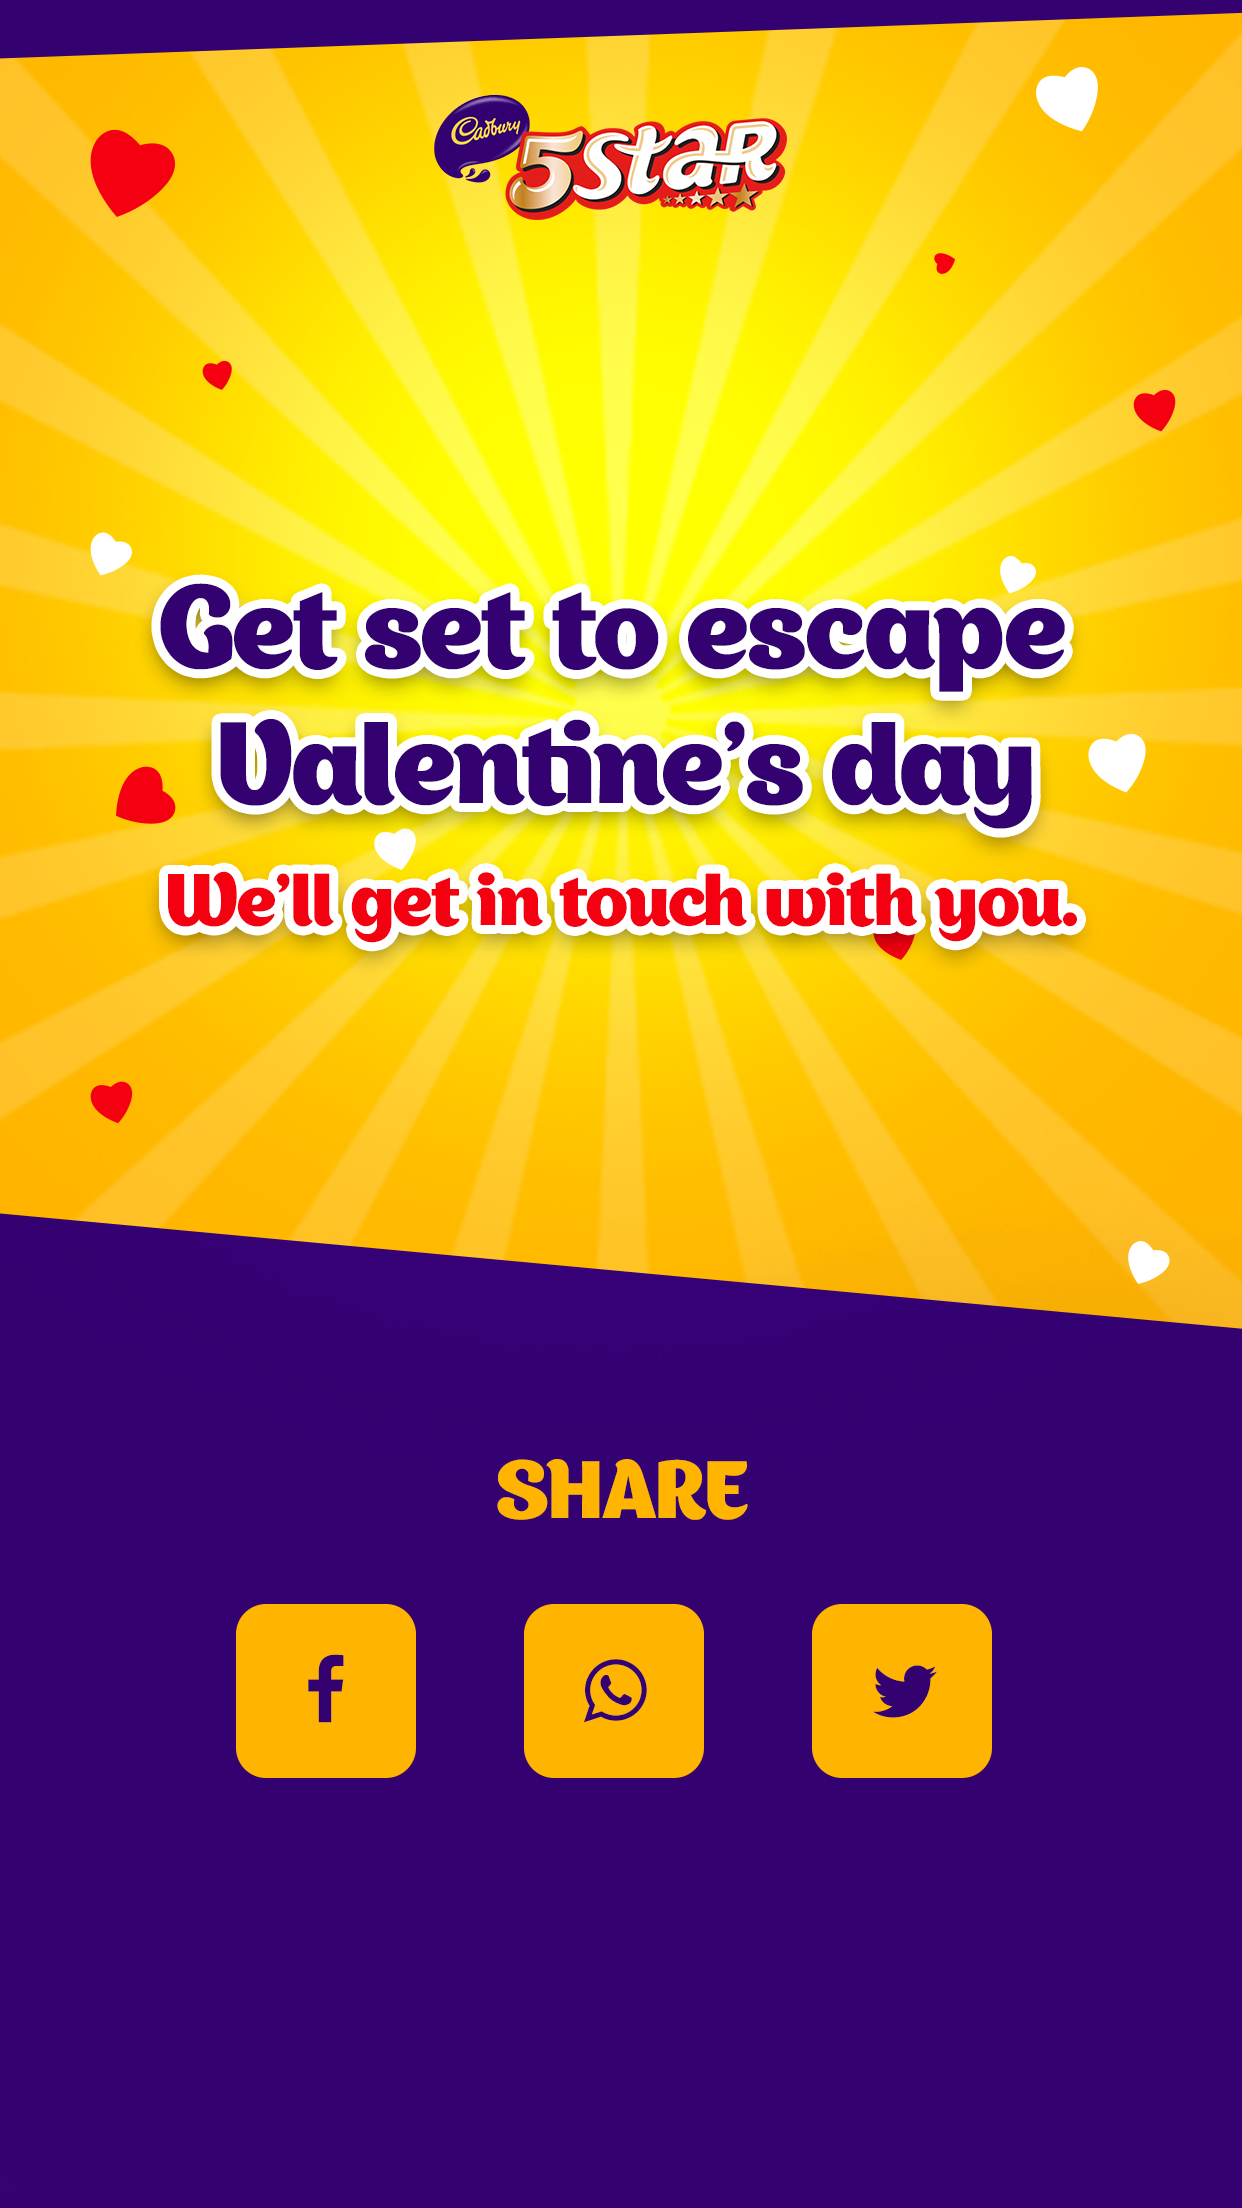 Cadbury
5Star
Get set to escape
Valentine's day
We'll get in touch with you.
SHARE